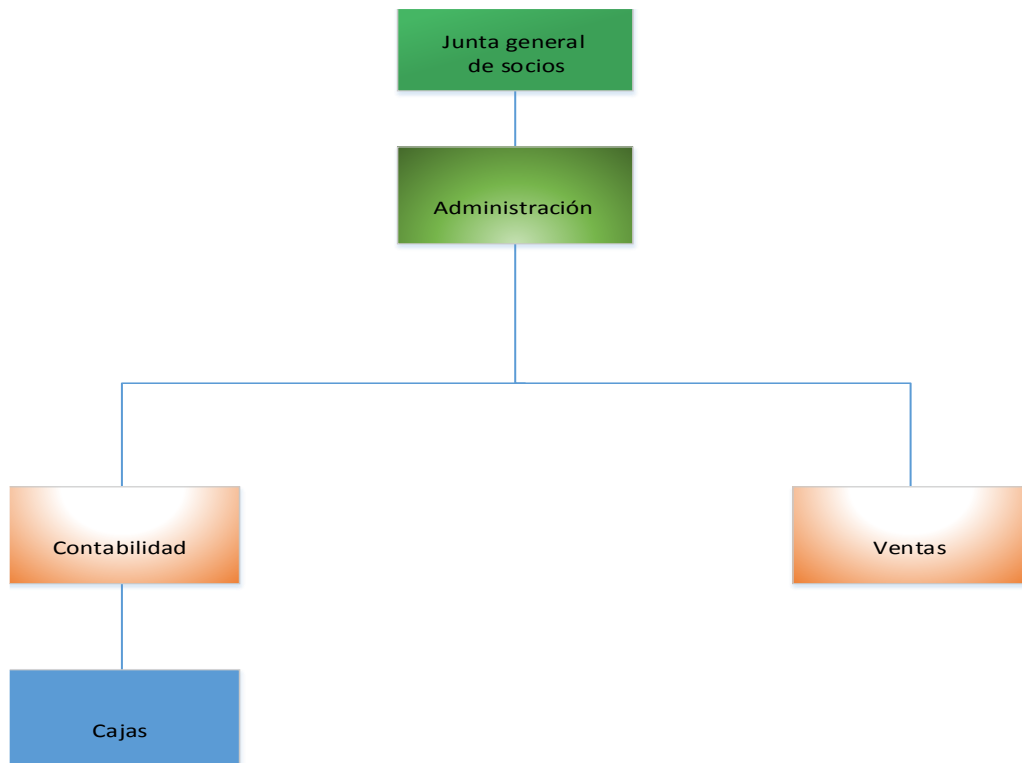 Junta general
de socios
Administración
Contabilidad
Ventas
Cajas